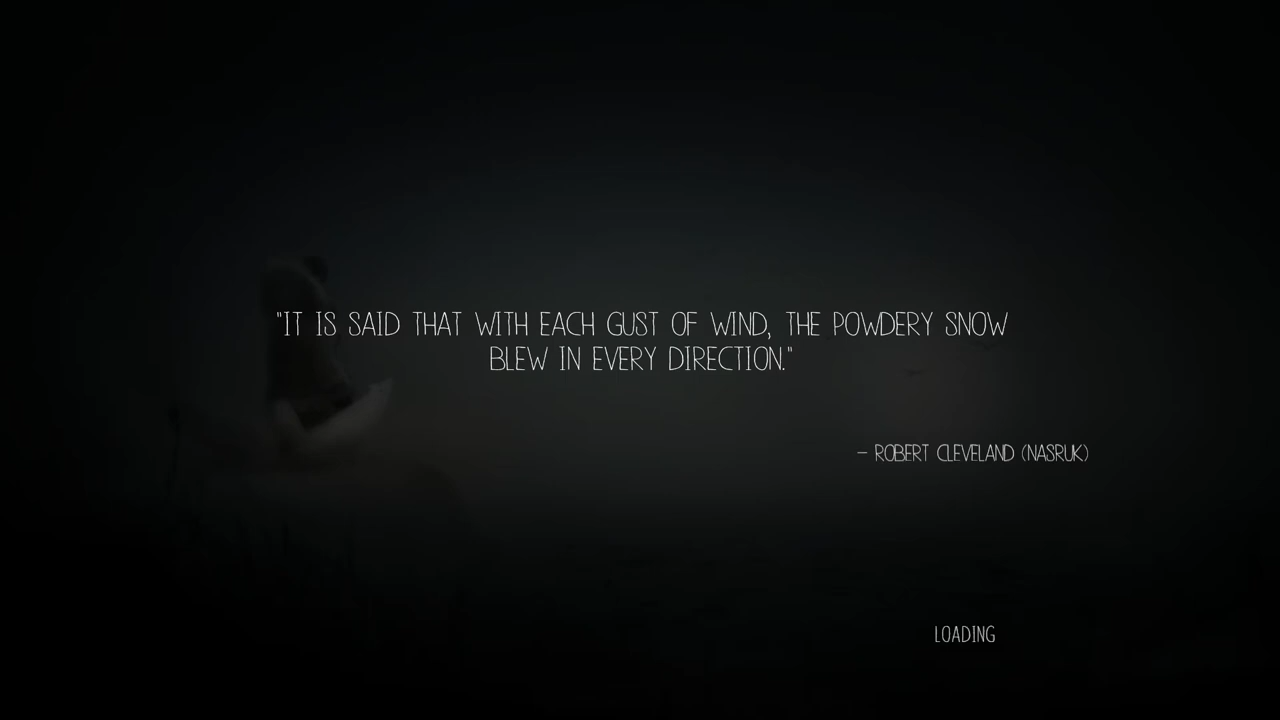 "IT IS SAID THAT WITH EACH GUST OF WIND, THE POWDERY SNOW
BLEW IN EVERY DIRECTION."
– ROBERT CLEVELAND (NASRUK)
LOADING